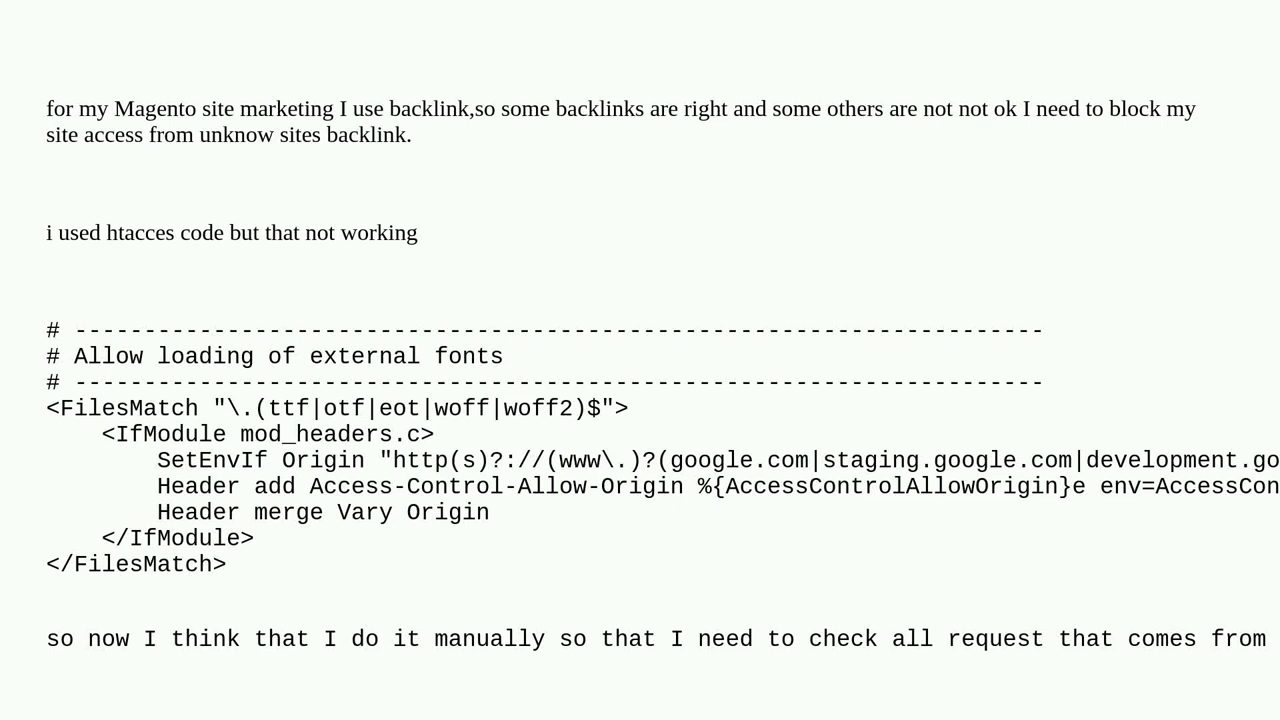 for my Magento site marketing I use backlink,so some backlinks are right and some others are not not ok I need to block my
site access from unknow sites backlink.
i used htacces code but that not working
# ----------------------------------------------------------------------
# Allow loading of external fonts
# ----------------------------------------------------------------------
<FilesMatch "\.(ttf|otf|eot|woff|woff2)$">
    <IfModule mod_headers.c>
        SetEnvIf Origin "http(s)?://(www\.)?(google.com|staging.google.com|development.go
        Header add Access-Control-Allow-Origin %{AccessControlAllowOrigin}e env=AccessCon
        Header merge Vary Origin
    </IfModule>
</FilesMatch>
so now I think that I do it manually so that I need to check all request that comes from